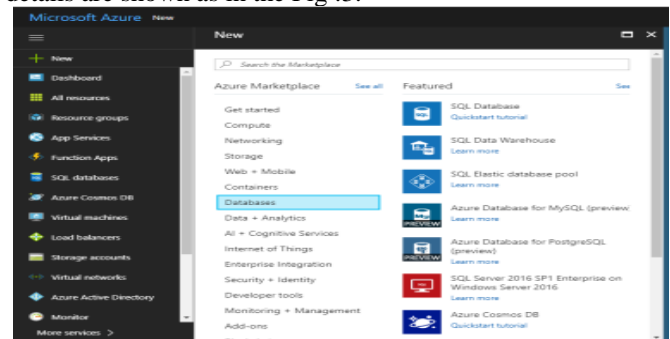 details are shown as in the Fig .3.
Microsoft Azure New
New
Search the Marketplace
New
Dashboard
All resources
Resource groups
App Services
Function Apps
SQL databases
Azure Cosmos DB
Virtual machines
Load balancers
Storage accounts
Virtual networks
Azure Active Directory
Monitor
More services >
Azure Marketplace See all
Get started
Compute
Networking
Storage
Web + Mobile
Containers
Databases
Data + Analytics
AI + Cognitive Services
Internet of Things
Enterprise Integration
Security + Identity
Developer tools
Monitoring + Management
Add-ons
Featured See
SQL Database
Quickstart tutorial
SQL Data Warehouse
Learn more
SQL Elastic database pool
Learn more
PREVIEW
Azure Database for MySQL (preview
Learn more
PREVIEW
Azure Database for PostgreSQL
(preview)
Learn more
SQL Server 2016 SP1 Enterprise on
Windows Server 2016
Learn more
Azure Cosmos DB
Quickstart tutorial